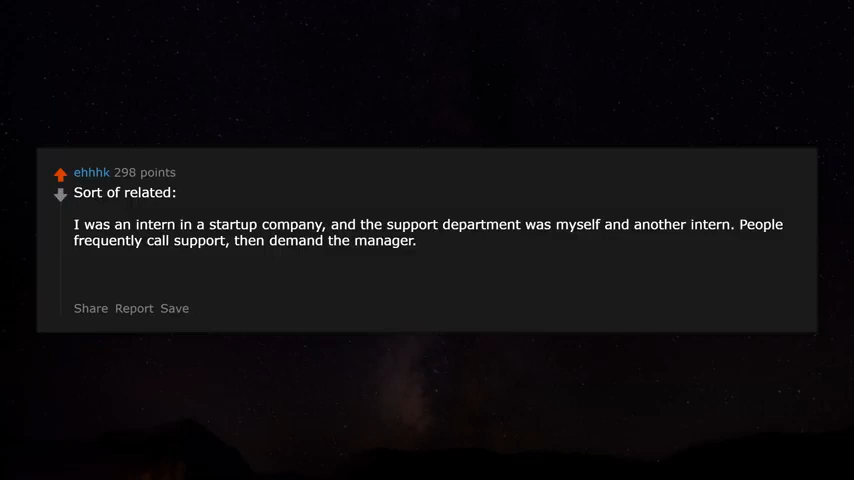 ehhhk 298 points
Sort of related:
I was an intern in a startup company, and the support department was myself and another intern. People
frequently call support, then demand the manager.
Share Report Save